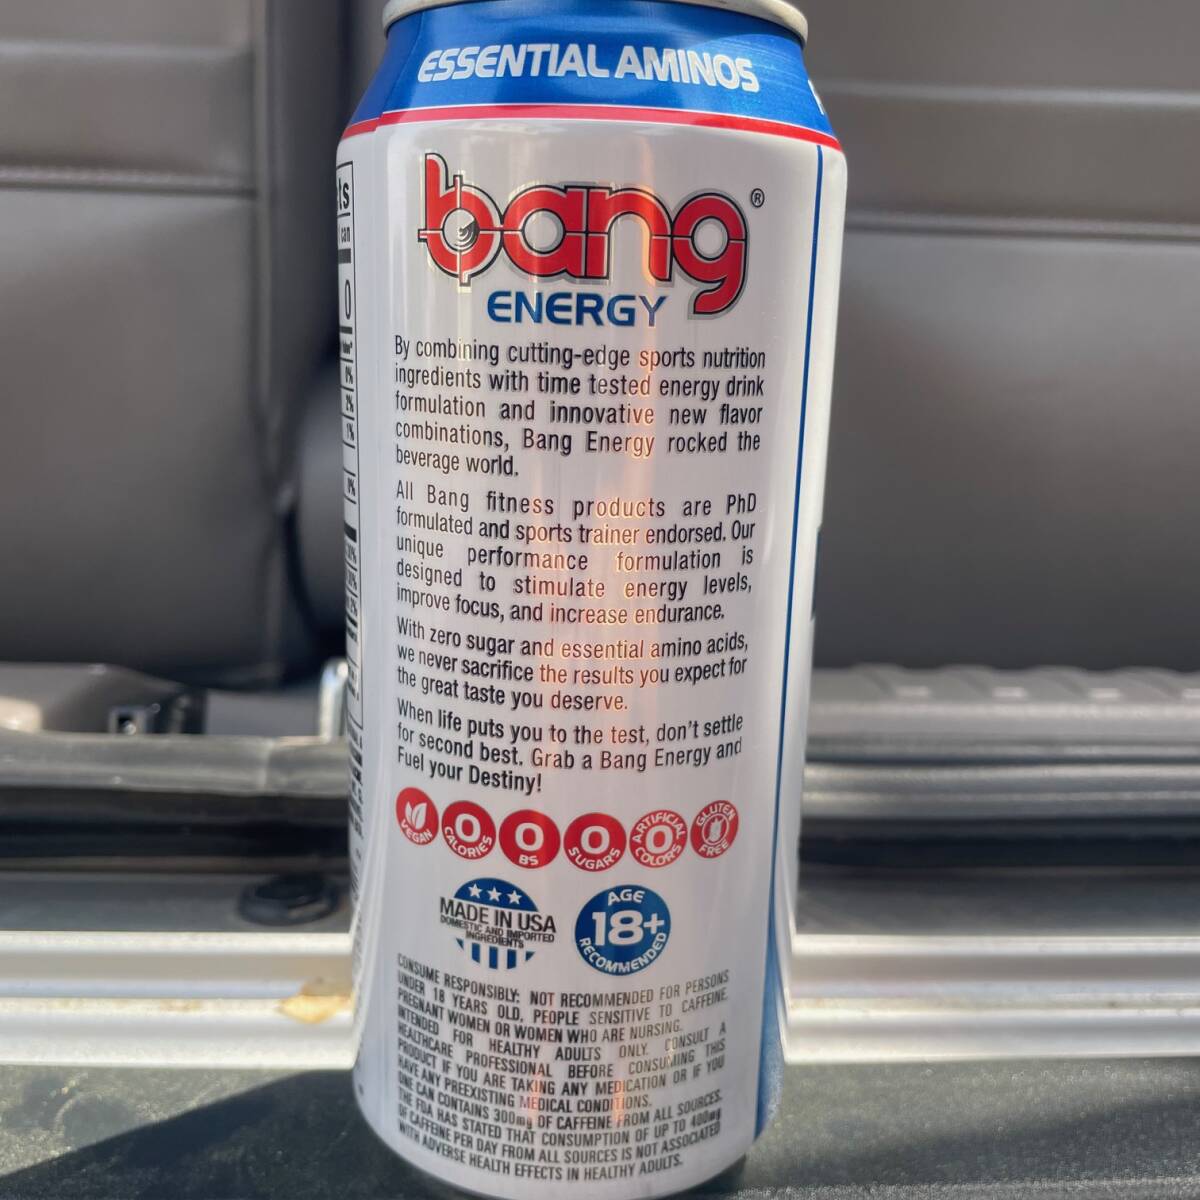 ESSENTIAL AMINOS
ts
can
0
0%
2%
1%
0%
bang®
ENERGY
By combining cutting-edge sports nutrition
ingredients with time tested energy drink
formulation and innovative new flavor
combinations, Bang Energy rocked the
beverage world.
All Bang fitness products are PhD
formulated and sports trainer endorsed. Our
unique performance formulation is
designed to stimulate energy levels,
improve focus, and increase endurance.
With zero sugar and essential amino acids,
we never sacrifice the results you expect for
the great taste you deserve.
When life puts you to the test, don't settle
for second best. Grab a Bang Energy and
Fuel your Destiny!
VEGAN
0 CALORIES
0 BS
0 SUGARS
ARTIFICIAL 0 COLORS
GLUTEN FREE
MADE IN USA
DOMESTIC AND IMPORTED
INGREDIENTS
AGE
18+
RECOMMENDED
CONSUME RESPONSIBLY: NOT RECOMMENDED FOR PERSONS
UNDER 18 YEARS OLD, PEOPLE SENSITIVE TO CAFFEINE,
PREGNANT WOMEN OR WOMEN WHO ARE NURSING.
INTENDED FOR HEALTHY ADULTS ONLY. CONSULT A
HEALTHCARE PROFESSIONAL BEFORE CONSUMING THIS
PRODUCT IF YOU ARE TAKING ANY MEDICATION OR IF YOU
HAVE ANY PREEXISTING MEDICAL CONDITIONS.
ONE CAN CONTAINS 300mg OF CAFFEINE FROM ALL SOURCES.
THE FDA HAS STATED THAT CONSUMPTION OF UP TO 400mg
OF CAFFEINE PER DAY FROM ALL SOURCES IS NOT ASSOCIATED
WITH ADVERSE HEALTH EFFECTS IN HEALTHY ADULTS.